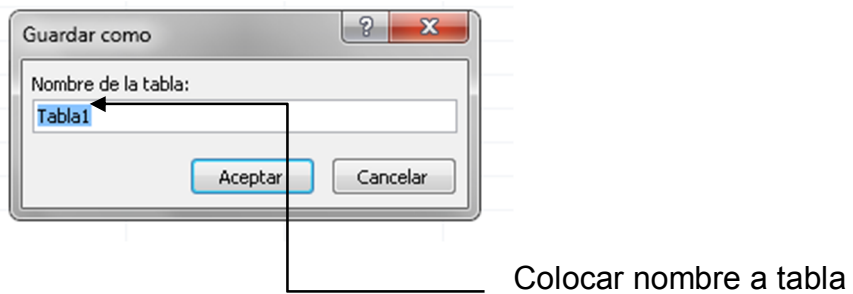 Guardar como
Nombre de la tabla:
Tabla1
Aceptar Cancelar
Colocar nombre a tabla